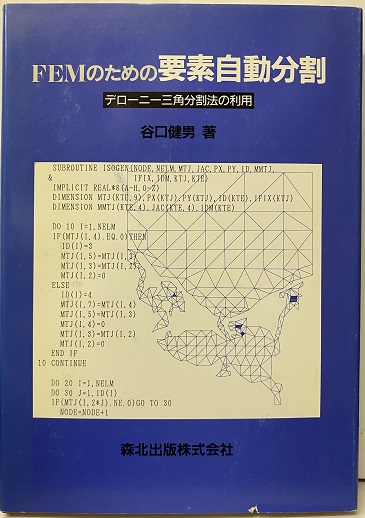 FEMのための要素自動分割
デローニー三角分割法の利用
谷口健男 著
SUBROUTINE ISOGEN(NODE,NELM,MTJ,JAC,PX,PY,ID,MMTJ,
& IFIX,IDM,KTJ,KTE)
IMPLICIT REAL*8(A-H,O-Z)
DIMENSION MTJ(KTE,9),PX(KTJ),PY(KTJ),ID(KTE),IFIX(KTJ)
DIMENSION MMTJ(KTE,4),JAC(KTE,4),IDM(KTE)
DO 10 I=1,NELM
IF(MTJ(I,4).EQ.0)THEN
ID(I)=3
MTJ(I,5)=MTJ(I,3)
MTJ(I,3)=MTJ(I,2)
MTJ(I,2)=0
ELSE
ID(I)=4
MTJ(I,7)=MTJ(I,4)
MTJ(I,5)=MTJ(I,3)
MTJ(I,4)=0
MTJ(I,3)=MTJ(I,2)
MTJ(I,2)=0
END IF
10 CONTINUE
DO 20 I=1,NELM
DO 30 J=1,ID(I)
IF(MTJ(I,2*J).NE.0)GO TO 30
NODE=NODE+1
森北出版株式会社